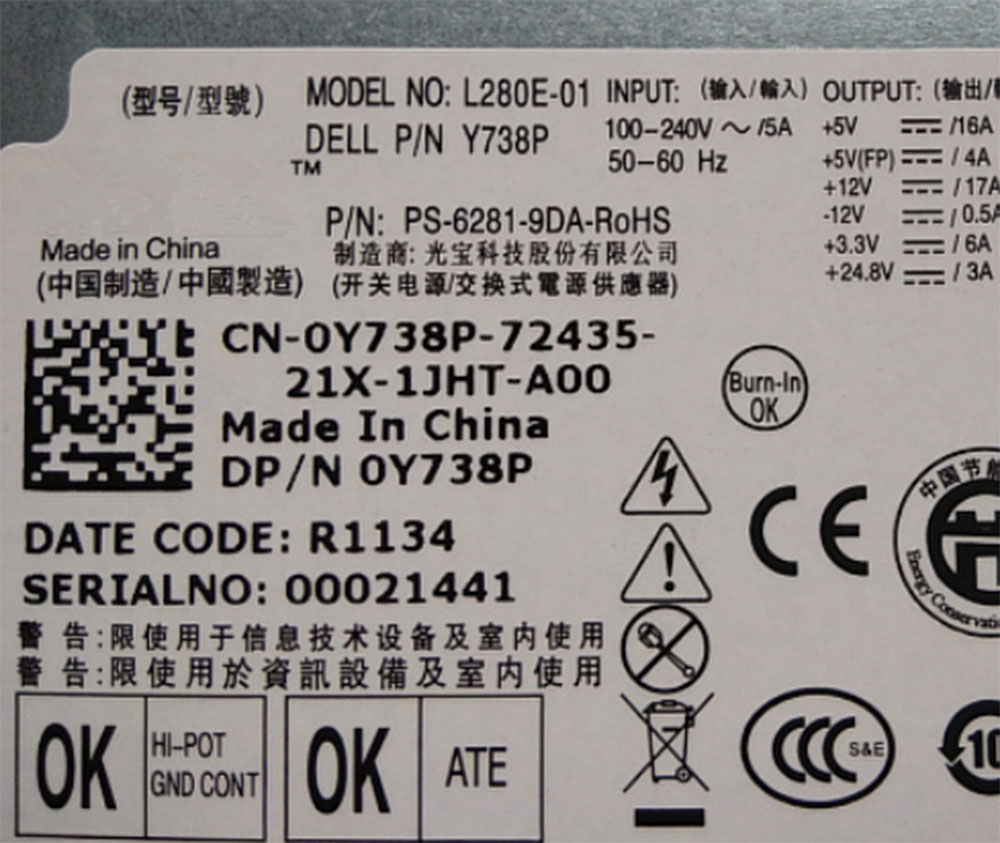 (型号/型號) MODEL NO: L280E-01
DELL P/N Y738P
™
P/N: PS-6281-9DA-RoHS
INPUT: (输入/輸入)
100-240V ～ /5A
50-60 Hz
OUTPUT: (输出/
+5V ⎓ /16A
+5V(FP) ⎓ / 4A
+12V ⎓ / 17A
-12V ⎓ / 0.5A
+3.3V ⎓ / 6A
+24.8V ⎓ / 3A
Made in China
(中国制造/中國製造)
制造商: 光宝科技股份有限公司
(开关电源/交换式電源供應器)
CN-0Y738P-72435-
21X-1JHT-A00
Made In China
DP/N 0Y738P
Burn-In
OK
DATE CODE: R1134
SERIALNO: 00021441
警 告:限使用于信息技术设备及室内使用
警 告:限使用於資訊設備及室内使用
OK HI-POT
GND CONT
OK ATE
CE
中国节能
Energy Conservati
CCC S&E
10